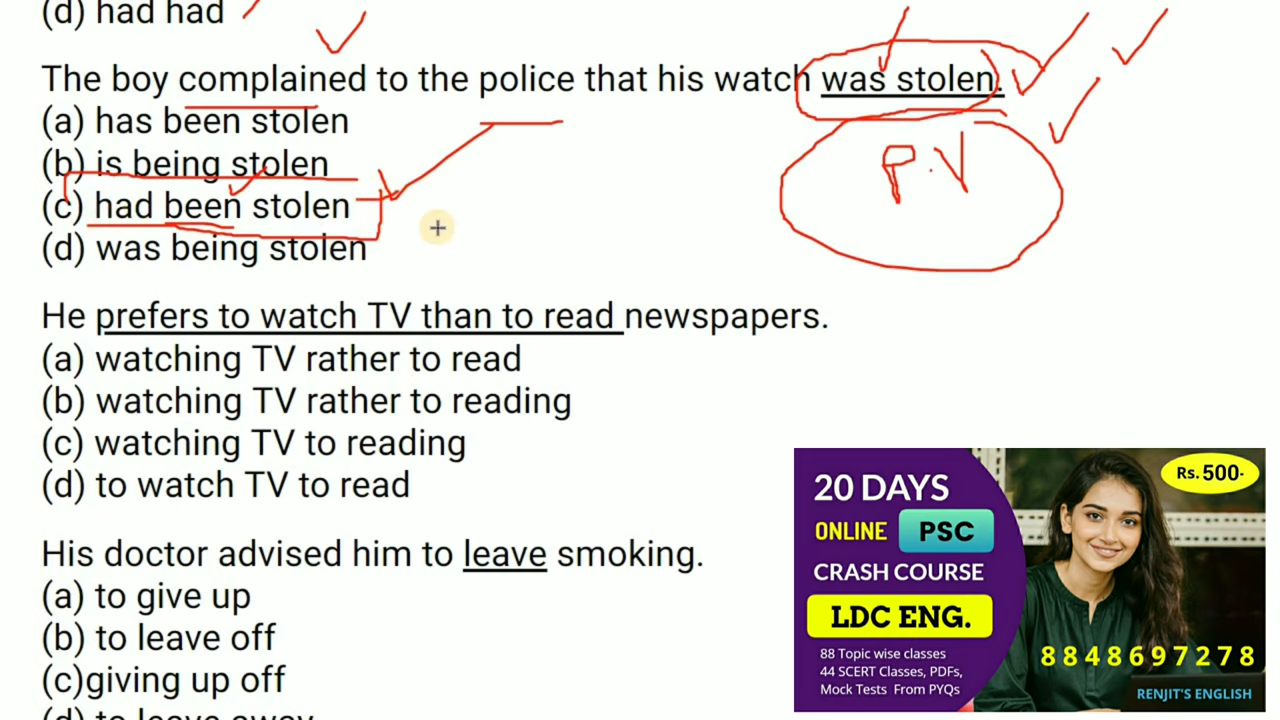 (d) had had
The boy complained to the police that his watch was stolen.
(a) has been stolen
(b) is being stolen
(c) had been stolen
(d) was being stolen
P.V
He prefers to watch TV than to read newspapers.
(a) watching TV rather to read
(b) watching TV rather to reading
(c) watching TV to reading
(d) to watch TV to read
His doctor advised him to leave smoking.
(a) to give up
(b) to leave off
(c)giving up off
(d) to leave away
20 DAYS
Rs. 500-
ONLINE PSC
CRASH COURSE
LDC ENG.
88 Topic wise classes
44 SCERT Classes, PDFs,
Mock Tests From PYQs
8848697278
RENJIT'S ENGLISH